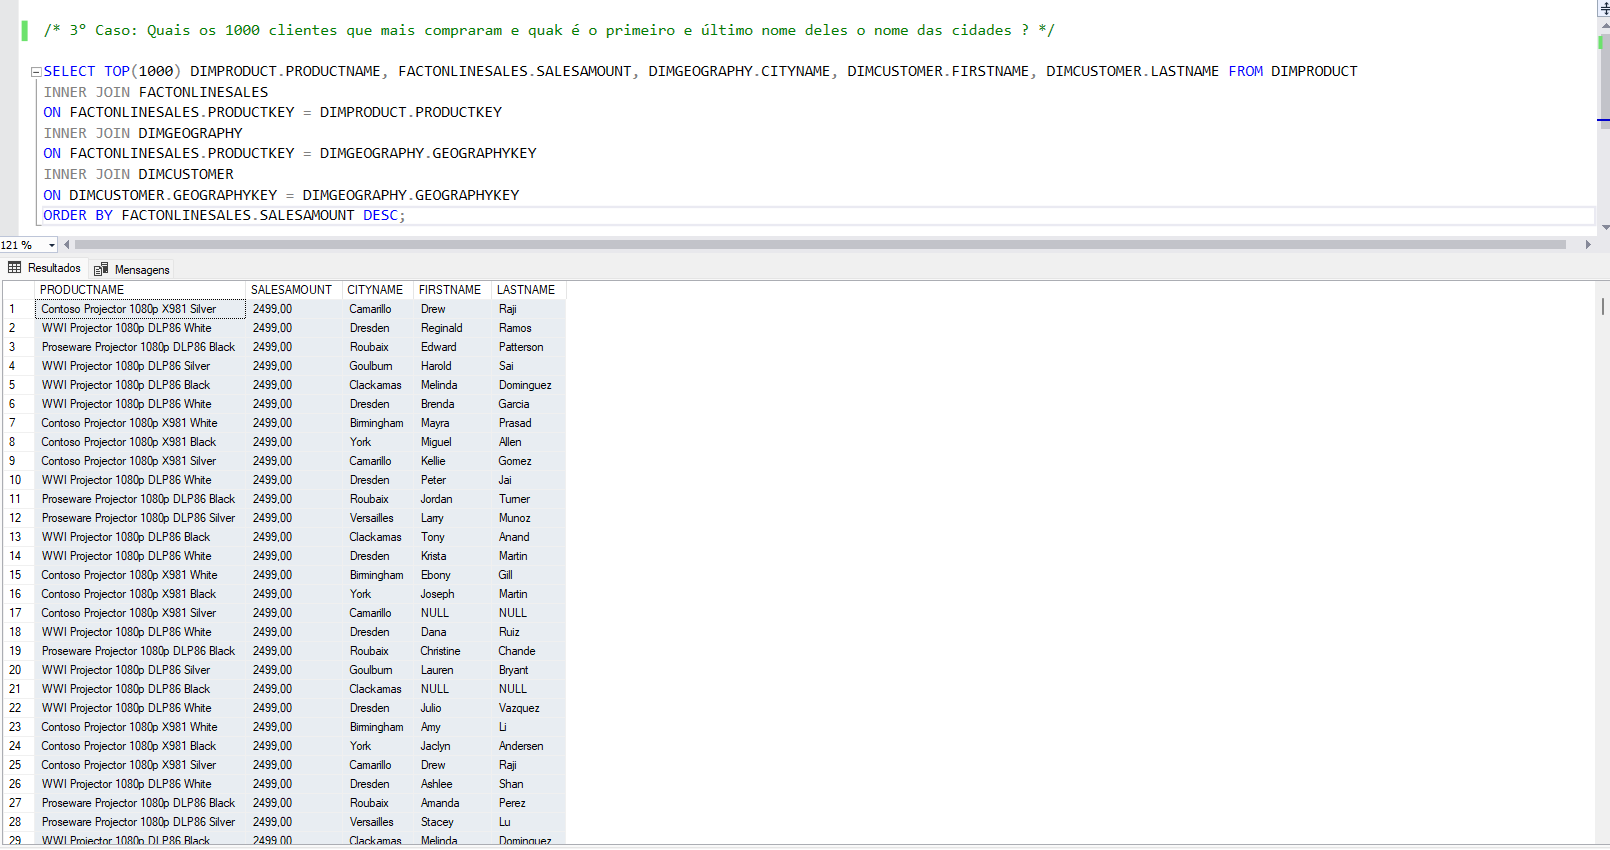 /* 3º Caso: Quais os 1000 clientes que mais compraram e quak é o primeiro e último nome deles o nome das cidades ? */
SELECT TOP(1000) DIMPRODUCT.PRODUCTNAME, FACTONLINESALES.SALESAMOUNT, DIMGEOGRAPHY.CITYNAME, DIMCUSTOMER.FIRSTNAME, DIMCUSTOMER.LASTNAME FROM DIMPRODUCT
INNER JOIN FACTONLINESALES
ON FACTONLINESALES.PRODUCTKEY = DIMPRODUCT.PRODUCTKEY
INNER JOIN DIMGEOGRAPHY
ON FACTONLINESALES.PRODUCTKEY = DIMGEOGRAPHY.GEOGRAPHYKEY
INNER JOIN DIMCUSTOMER
ON DIMCUSTOMER.GEOGRAPHYKEY = DIMGEOGRAPHY.GEOGRAPHYKEY
ORDER BY FACTONLINESALES.SALESAMOUNT DESC;
121 %
Resultados Mensagens
PRODUCTNAME SALESAMOUNT CITYNAME FIRSTNAME LASTNAME
1 Contoso Projector 1080p X981 Silver 2499,00 Camarillo Drew Raji
2 WWI Projector 1080p DLP86 White 2499,00 Dresden Reginald Ramos
3 Proseware Projector 1080p DLP86 Black 2499,00 Roubaix Edward Patterson
4 WWI Projector 1080p DLP86 Silver 2499,00 Goulburn Harold Sai
5 WWI Projector 1080p DLP86 Black 2499,00 Clackamas Melinda Dominguez
6 WWI Projector 1080p DLP86 White 2499,00 Dresden Brenda Garcia
7 Contoso Projector 1080p X981 White 2499,00 Birmingham Mayra Prasad
8 Contoso Projector 1080p X981 Black 2499,00 York Miguel Allen
9 Contoso Projector 1080p X981 Silver 2499,00 Camarillo Kellie Gomez
10 WWI Projector 1080p DLP86 White 2499,00 Dresden Peter Jai
11 Proseware Projector 1080p DLP86 Black 2499,00 Roubaix Jordan Turner
12 Proseware Projector 1080p DLP86 Silver 2499,00 Versailles Larry Munoz
13 WWI Projector 1080p DLP86 Black 2499,00 Clackamas Tony Anand
14 WWI Projector 1080p DLP86 White 2499,00 Dresden Krista Martin
15 Contoso Projector 1080p X981 White 2499,00 Birmingham Ebony Gill
16 Contoso Projector 1080p X981 Black 2499,00 York Joseph Martin
17 Contoso Projector 1080p X981 Silver 2499,00 Camarillo NULL NULL
18 WWI Projector 1080p DLP86 White 2499,00 Dresden Dana Ruiz
19 Proseware Projector 1080p DLP86 Black 2499,00 Roubaix Christine Chande
20 WWI Projector 1080p DLP86 Silver 2499,00 Goulburn Lauren Bryant
21 WWI Projector 1080p DLP86 Black 2499,00 Clackamas NULL NULL
22 WWI Projector 1080p DLP86 White 2499,00 Dresden Julio Vazquez
23 Contoso Projector 1080p X981 White 2499,00 Birmingham Amy Li
24 Contoso Projector 1080p X981 Black 2499,00 York Jaclyn Andersen
25 Contoso Projector 1080p X981 Silver 2499,00 Camarillo Drew Raji
26 WWI Projector 1080p DLP86 White 2499,00 Dresden Ashlee Shan
27 Proseware Projector 1080p DLP86 Black 2499,00 Roubaix Amanda Perez
28 Proseware Projector 1080p DLP86 Silver 2499,00 Versailles Stacey Lu
29 WWI Projector 1080p DLP86 Black 2499,00 Clackamas Melinda Dominguez